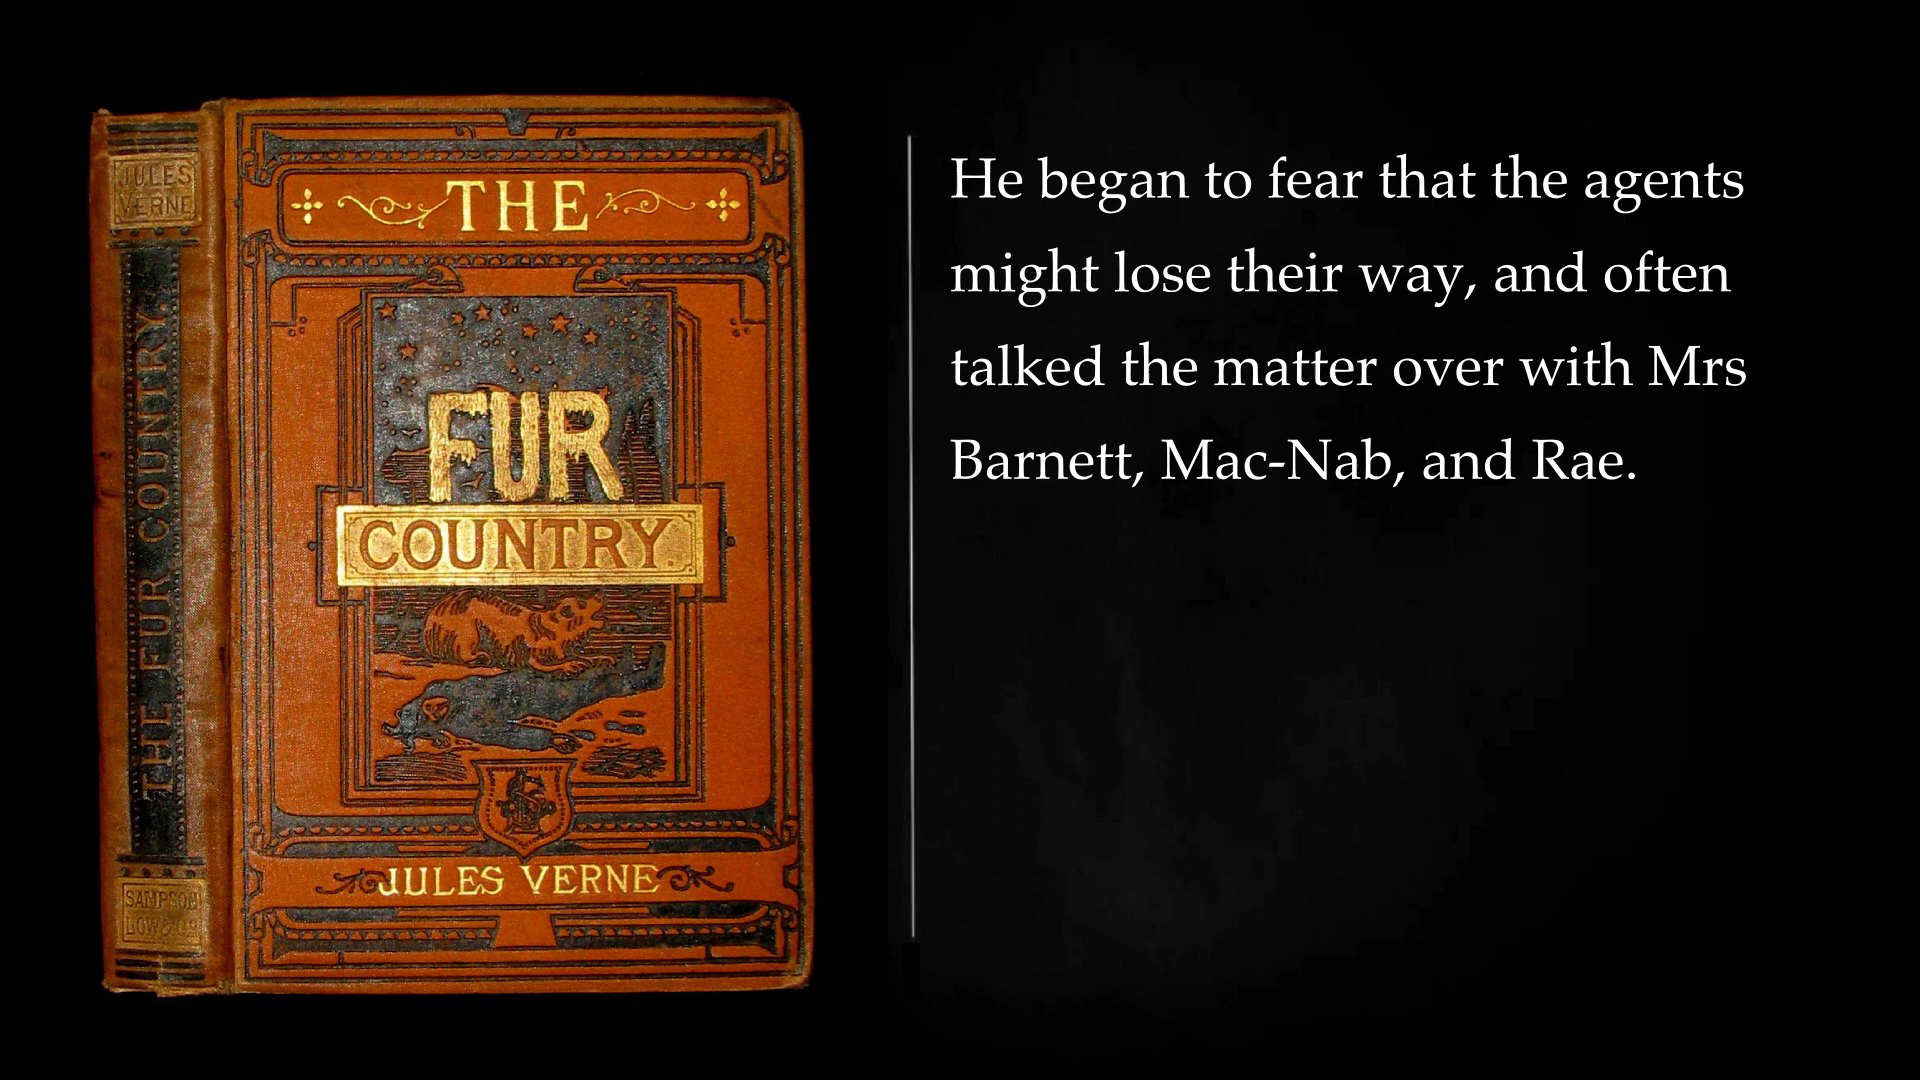 JULES
VERNE
THE FUR COUNTRY.
SAMPSON
LOW & Co
THE
FUR
COUNTRY.
JULES VERNE
He began to fear that the agents
might lose their way, and often
talked the matter over with Mrs
Barnett, Mac-Nab, and Rae.